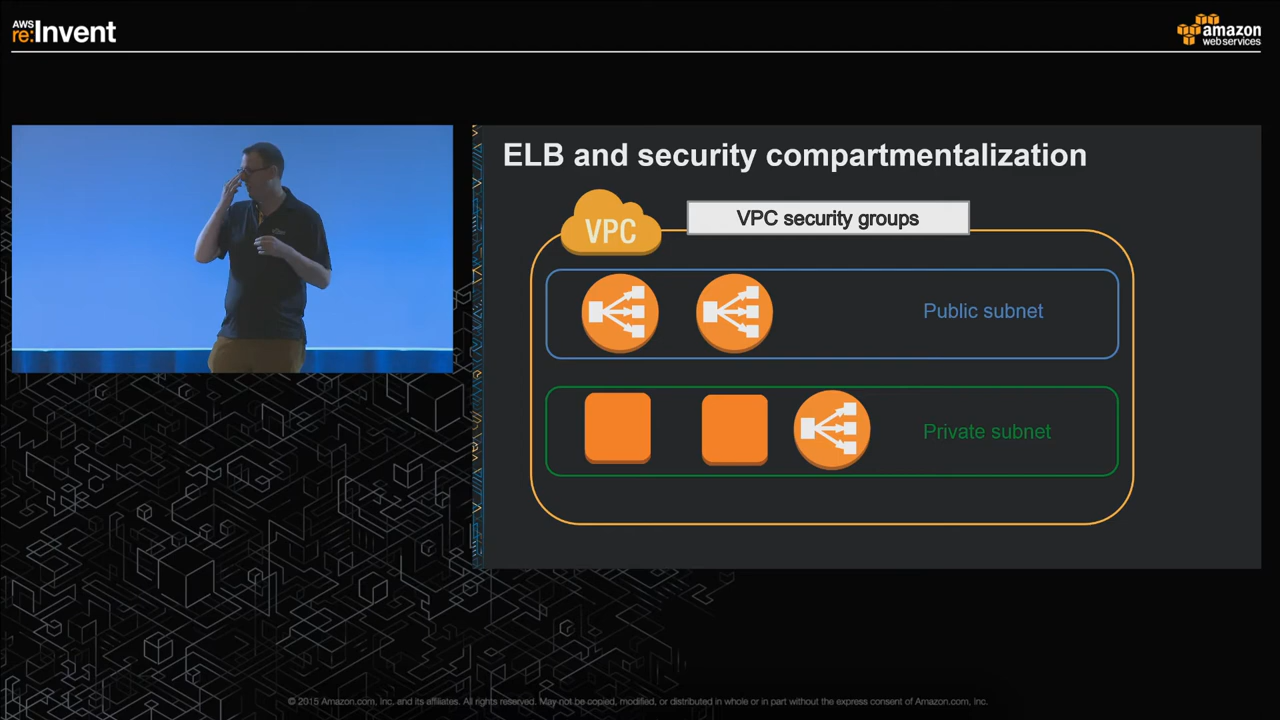 AWS
re:Invent
amazon
web services
ELB and security compartmentalization
VPC
VPC security groups
Public subnet
Private subnet
© 2015 Amazon.com, Inc. and its affiliates. All rights reserved. May not be copied, modified, or distributed in whole or in part without the express consent of Amazon.com, Inc.